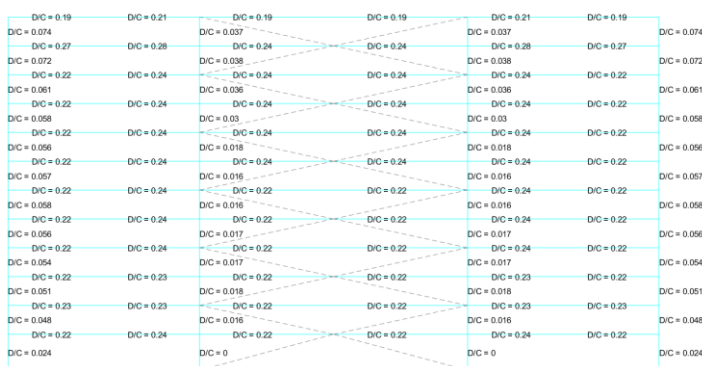 D/C = 0.19 D/C = 0.21 D/C = 0.19 D/C = 0.19 D/C = 0.21 D/C = 0.19
D/C = 0.074 D/C = 0.037 D/C = 0.037 D/C = 0.074
D/C = 0.27 D/C = 0.28 D/C = 0.24 D/C = 0.24 D/C = 0.28 D/C = 0.27
D/C = 0.072 D/C = 0.038 D/C = 0.038 D/C = 0.072
D/C = 0.22 D/C = 0.24 D/C = 0.24 D/C = 0.24 D/C = 0.24 D/C = 0.22
D/C = 0.061 D/C = 0.036 D/C = 0.036 D/C = 0.061
D/C = 0.22 D/C = 0.24 D/C = 0.24 D/C = 0.24 D/C = 0.24 D/C = 0.22
D/C = 0.058 D/C = 0.03 D/C = 0.03 D/C = 0.058
D/C = 0.22 D/C = 0.24 D/C = 0.24 D/C = 0.24 D/C = 0.24 D/C = 0.22
D/C = 0.056 D/C = 0.018 D/C = 0.018 D/C = 0.056
D/C = 0.22 D/C = 0.24 D/C = 0.24 D/C = 0.24 D/C = 0.24 D/C = 0.22
D/C = 0.057 D/C = 0.016 D/C = 0.016 D/C = 0.057
D/C = 0.22 D/C = 0.24 D/C = 0.22 D/C = 0.22 D/C = 0.24 D/C = 0.22
D/C = 0.058 D/C = 0.016 D/C = 0.016 D/C = 0.058
D/C = 0.22 D/C = 0.24 D/C = 0.22 D/C = 0.22 D/C = 0.24 D/C = 0.22
D/C = 0.056 D/C = 0.017 D/C = 0.017 D/C = 0.056
D/C = 0.22 D/C = 0.24 D/C = 0.22 D/C = 0.22 D/C = 0.24 D/C = 0.22
D/C = 0.054 D/C = 0.017 D/C = 0.017 D/C = 0.054
D/C = 0.22 D/C = 0.23 D/C = 0.22 D/C = 0.22 D/C = 0.23 D/C = 0.22
D/C = 0.051 D/C = 0.018 D/C = 0.018 D/C = 0.051
D/C = 0.23 D/C = 0.23 D/C = 0.22 D/C = 0.22 D/C = 0.23 D/C = 0.23
D/C = 0.048 D/C = 0.016 D/C = 0.016 D/C = 0.048
D/C = 0.22 D/C = 0.24 D/C = 0.22 D/C = 0.22 D/C = 0.24 D/C = 0.22
D/C = 0.024 D/C = 0 D/C = 0 D/C = 0.024